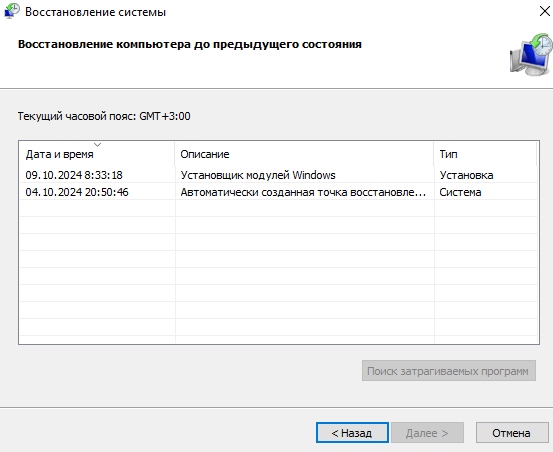 Восстановление системы
Восстановление компьютера до предыдущего состояния
Текущий часовой пояс: GMT+3:00
Дата и время Описание Тип
09.10.2024 8:33:18 Установщик модулей Windows Установка
04.10.2024 20:50:46 Автоматически созданная точка восстановле... Система
Поиск затрагиваемых программ
< Назад Далее > Отмена